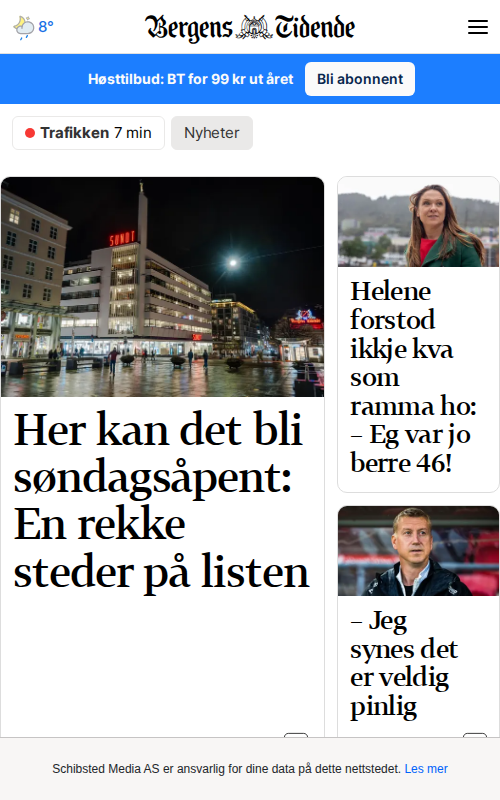 8°
Bergens Tidende
Høsttilbud: BT for 99 kr ut året
Bli abonnent
Trafikken 7 min
Nyheter
SUNDT
Her kan det bli
søndagsåpent:
En rekke
steder på listen
Helene
forstod
ikkje kva
som
ramma ho:
– Eg var jo
berre 46!
– Jeg
synes det
er veldig
pinlig
Schibsted Media AS er ansvarlig for dine data på dette nettstedet. Les mer